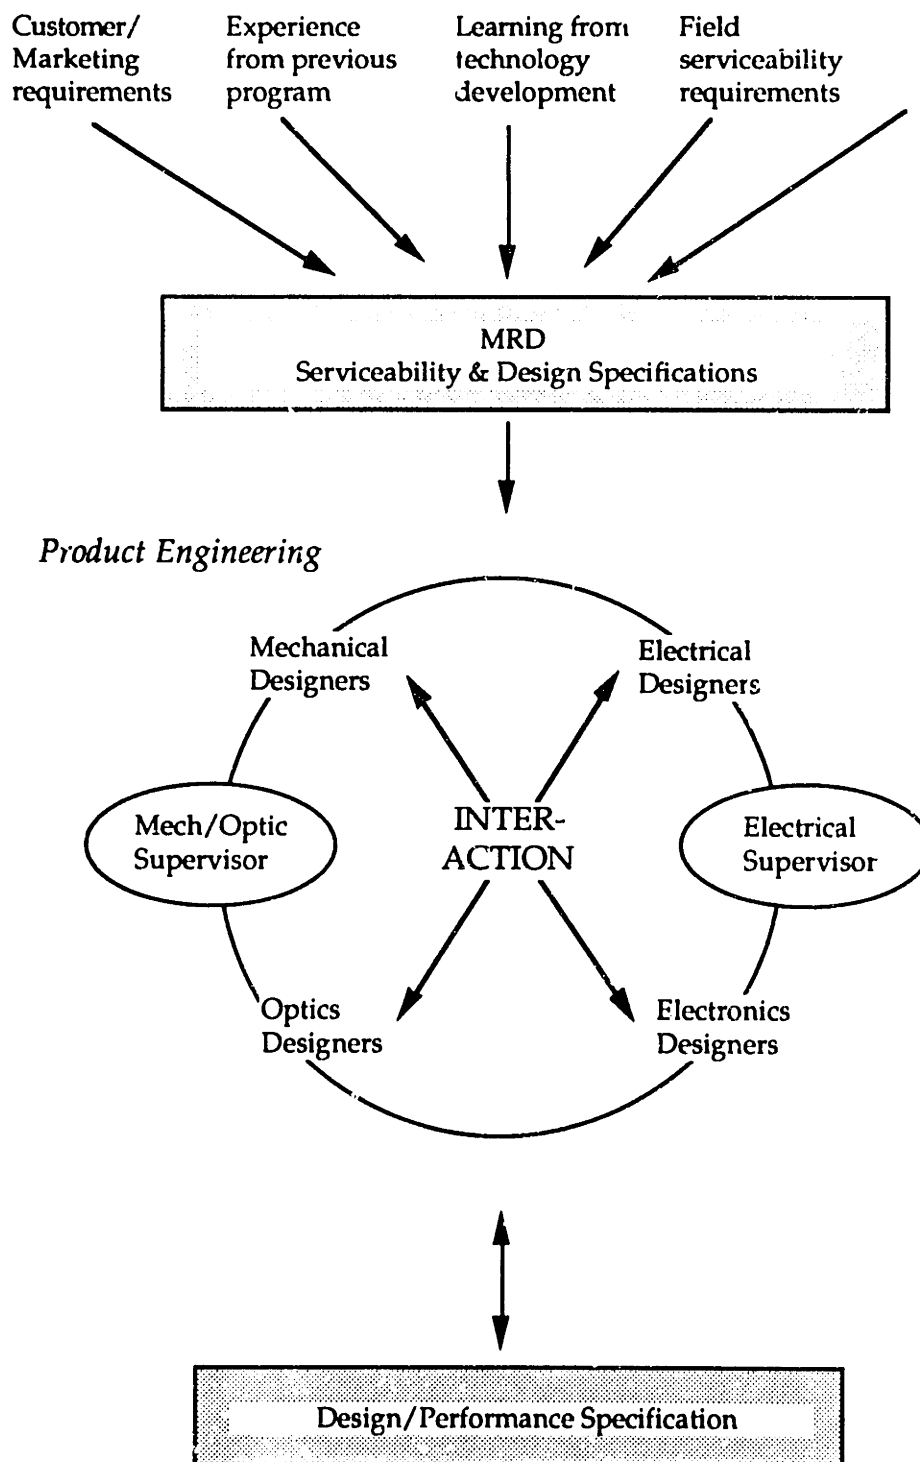 Customer/
Marketing
requirements
Experience
from previous
program
Learning from
technology
development
Field
serviceability
requirements
MRD
Serviceability & Design Specifications
Product Engineering
Mechanical
Designers
Electrical
Designers
Mech/Optic
Supervisor
INTER-
ACTION
Electrical
Supervisor
Optics
Designers
Electronics
Designers
Design/Performance Specification